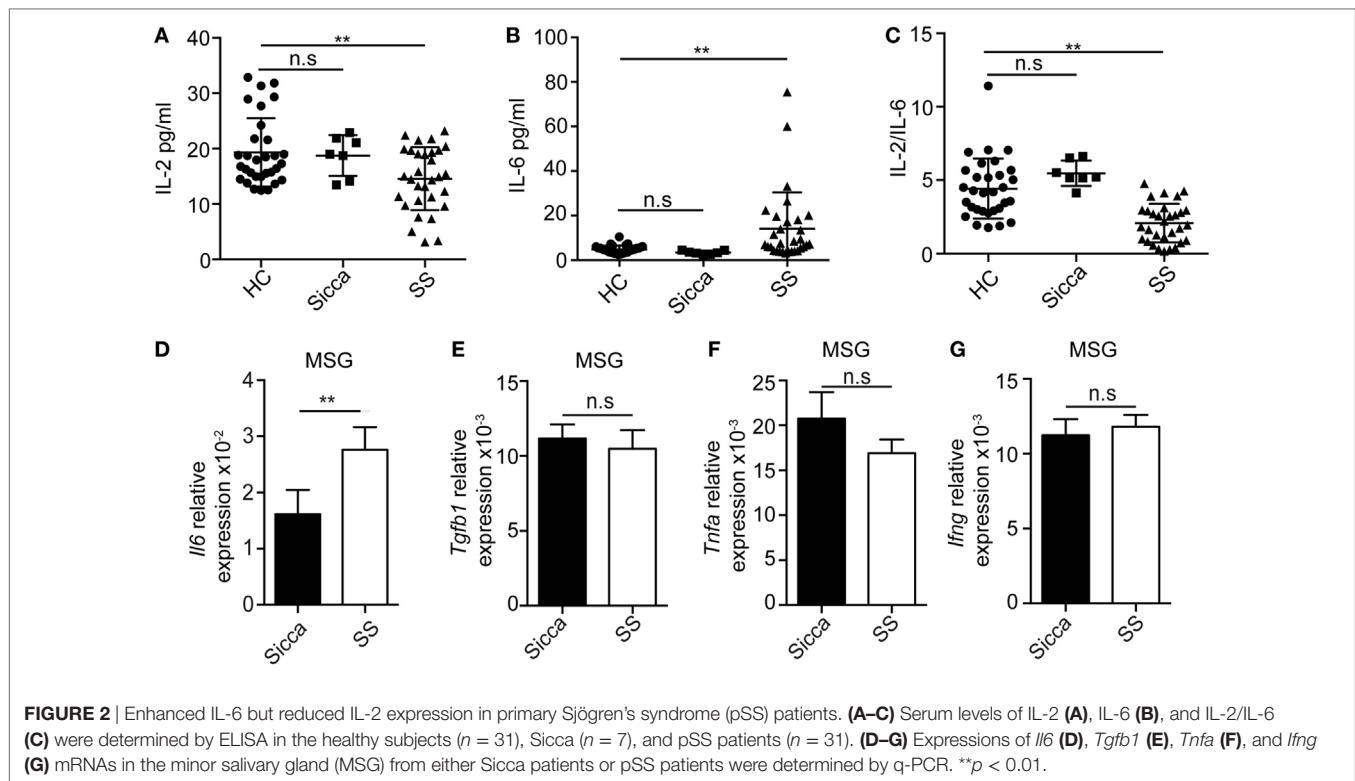 A
**
n.s
40
30
20
10
0
IL-2 pg/ml
HC
Sicca
SS
B
**
n.s
100
80
60
40
20
0
IL-6 pg/ml
HC
Sicca
SS
C
**
n.s
15
10
5
0
IL-2/IL-6
HC
Sicca
SS
D
MSG
**
4
3
2
1
0
Il6 relative
expression x10-2
Sicca
SS
E
MSG
n.s
15
10
5
0
Tgfb1 relative
expression x10-3
Sicca
SS
F
MSG
n.s
25
20
15
10
5
0
Tnfa relative
expression x10-3
Sicca
SS
G
MSG
n.s
15
10
5
0
Ifng relative
expression x10-3
Sicca
SS
FIGURE 2 | Enhanced IL-6 but reduced IL-2 expression in primary Sjögren's syndrome (pSS) patients. (A–C) Serum levels of IL-2 (A), IL-6 (B), and IL-2/IL-6
(C) were determined by ELISA in the healthy subjects (n = 31), Sicca (n = 7), and pSS patients (n = 31). (D–G) Expressions of Il6 (D), Tgfb1 (E), Tnfa (F), and Ifng
(G) mRNAs in the minor salivary gland (MSG) from either Sicca patients or pSS patients were determined by q-PCR. **p < 0.01.